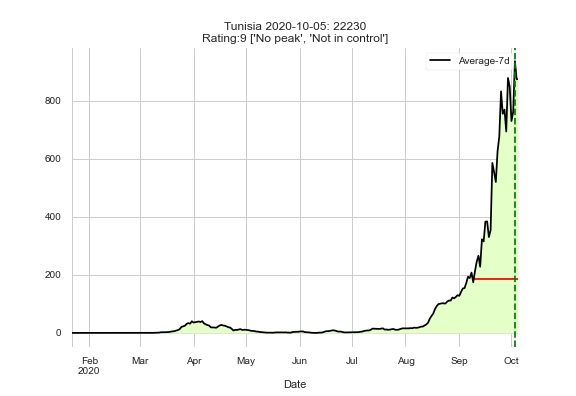 Tunisia 2020-10-05: 22230
Rating:9 ['No peak', 'Not in control']
Average-7d
800
600
400
200
0
Feb Mar Apr May Jun Jul Aug Sep Oct
2020
Date